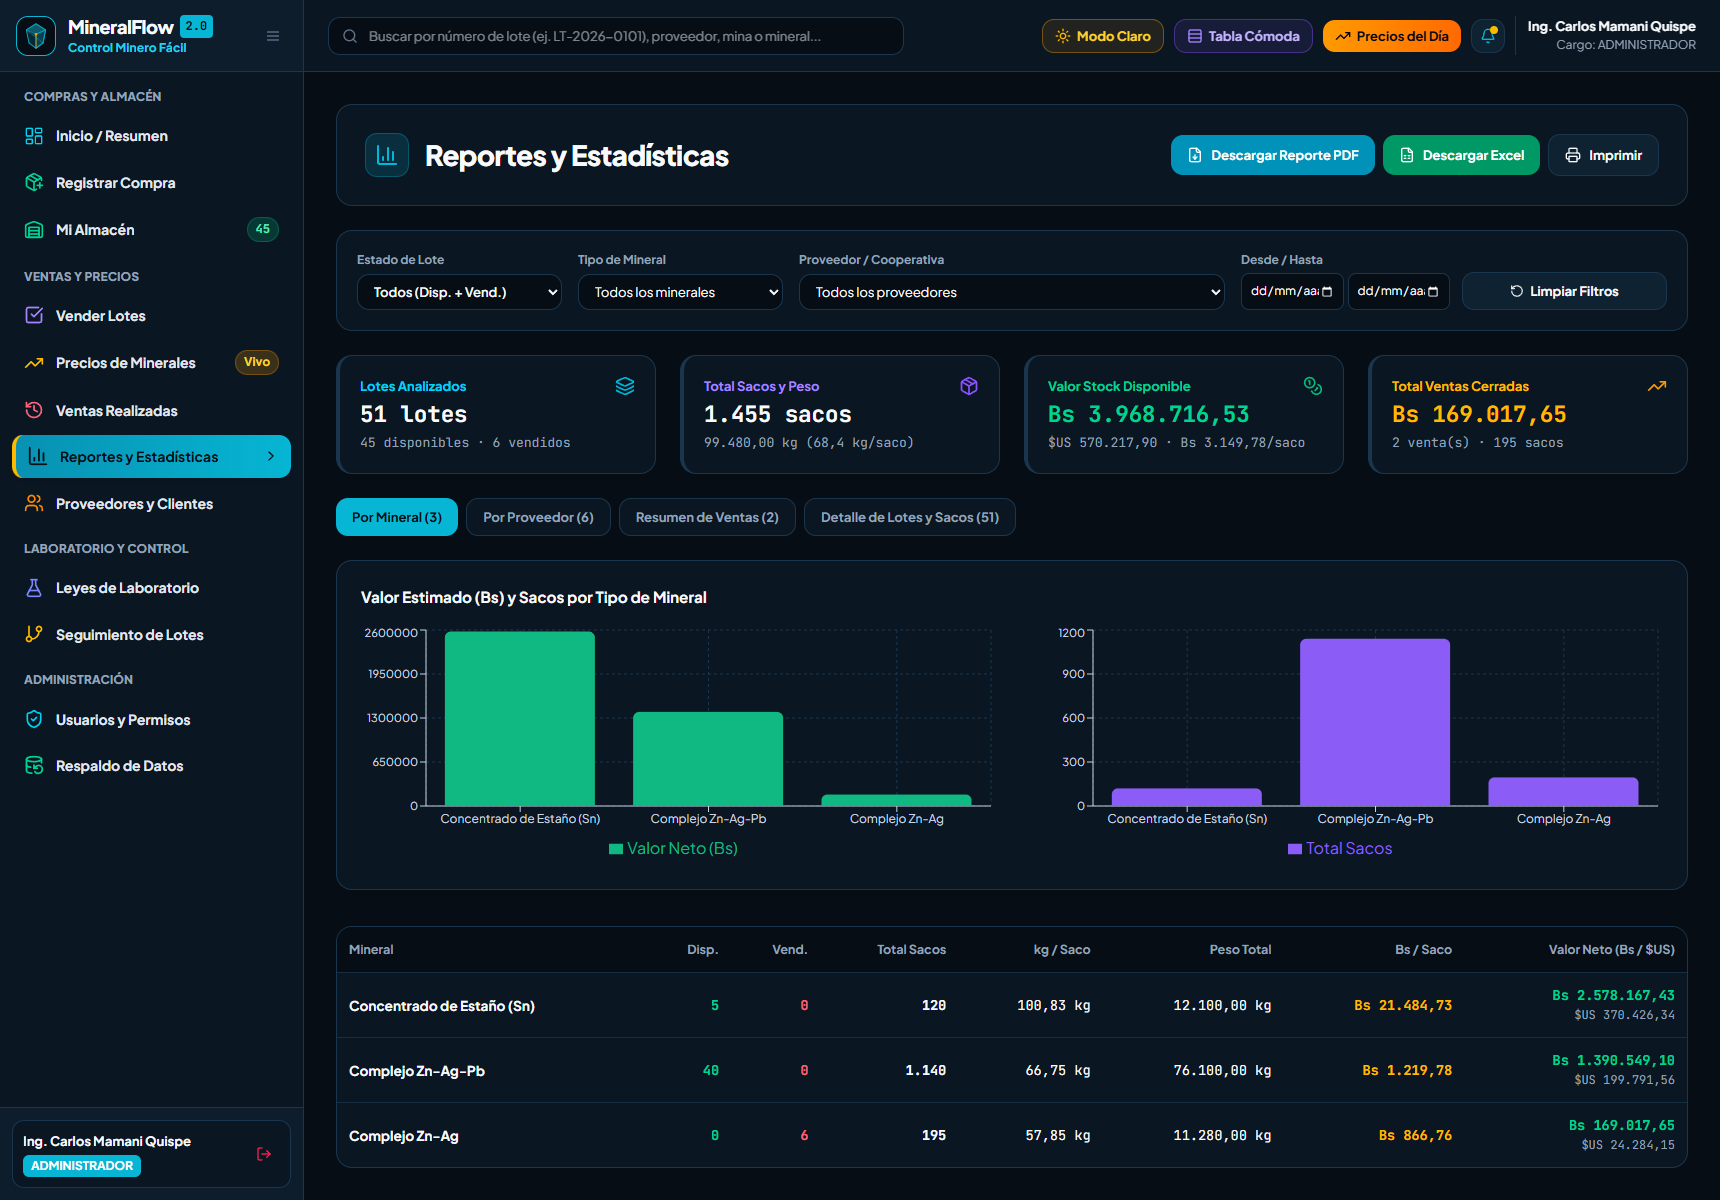 MineralFlow 2.0
Control Minero Fácil
Buscar por número de lote (ej. LT-2026-0101), proveedor, mina o mineral...
Modo Claro
Tabla Cómoda
Precios del Día
Ing. Carlos Mamani Quispe
Cargo: ADMINISTRADOR
COMPRAS Y ALMACÉN
Inicio / Resumen
Registrar Compra
Mi Almacén 45
VENTAS Y PRECIOS
Vender Lotes
Precios de Minerales Vivo
Ventas Realizadas
Reportes y Estadísticas
Proveedores y Clientes
LABORATORIO Y CONTROL
Leyes de Laboratorio
Seguimiento de Lotes
ADMINISTRACIÓN
Usuarios y Permisos
Respaldo de Datos
Ing. Carlos Mamani Quispe
ADMINISTRADOR
Reportes y Estadísticas
Descargar Reporte PDF
Descargar Excel
Imprimir
Estado de Lote
Todos (Disp. + Vend.)
Tipo de Mineral
Todos los minerales
Proveedor / Cooperativa
Todos los proveedores
Desde / Hasta
dd/mm/aa
dd/mm/aa
Limpiar Filtros
Lotes Analizados
51 lotes
45 disponibles · 6 vendidos
Total Sacos y Peso
1.455 sacos
99.480,00 kg (68,4 kg/saco)
Valor Stock Disponible
Bs 3.968.716,53
$US 570.217,90 · Bs 3.149,78/saco
Total Ventas Cerradas
Bs 169.017,65
2 venta(s) · 195 sacos
Por Mineral (3)
Por Proveedor (6)
Resumen de Ventas (2)
Detalle de Lotes y Sacos (51)
Valor Estimado (Bs) y Sacos por Tipo de Mineral
2600000
1950000
1300000
650000
0
Concentrado de Estaño (Sn) Complejo Zn-Ag-Pb Complejo Zn-Ag
Valor Neto (Bs)
1200
900
600
300
0
Concentrado de Estaño (Sn) Complejo Zn-Ag-Pb Complejo Zn-Ag
Total Sacos
Mineral Disp. Vend. Total Sacos kg / Saco Peso Total Bs / Saco Valor Neto (Bs / $US)
Concentrado de Estaño (Sn) 5 0 120 100,83 kg 12.100,00 kg Bs 21.484,73 Bs 2.578.167,43
$US 370.426,34
Complejo Zn-Ag-Pb 40 0 1.140 66,75 kg 76.100,00 kg Bs 1.219,78 Bs 1.390.549,10
$US 199.791,56
Complejo Zn-Ag 0 6 195 57,85 kg 11.280,00 kg Bs 866,76 Bs 169.017,65
$US 24.284,15